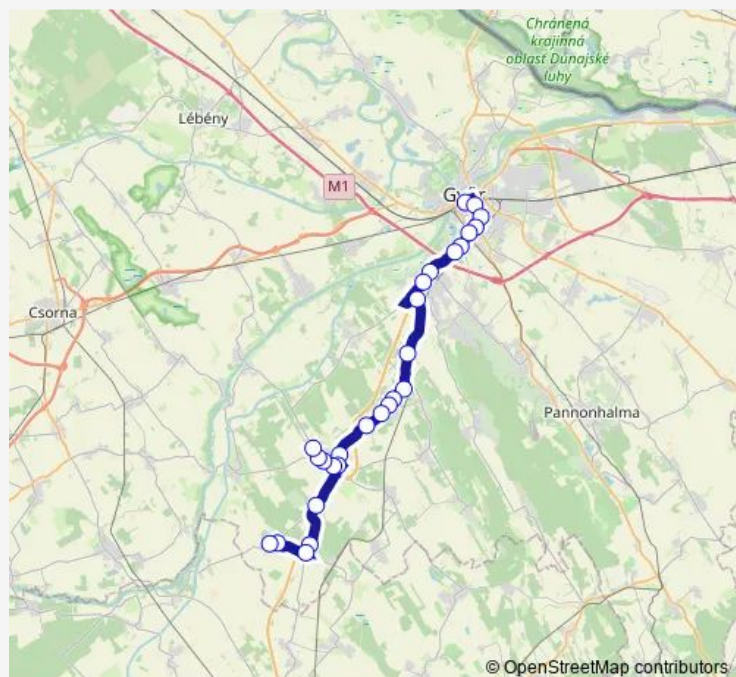 Chránená
krajinná
oblasť Dunajské
luhy
Lébény
M1
Győr
Csorna
Pannonhalma
© OpenStreetMap contributors